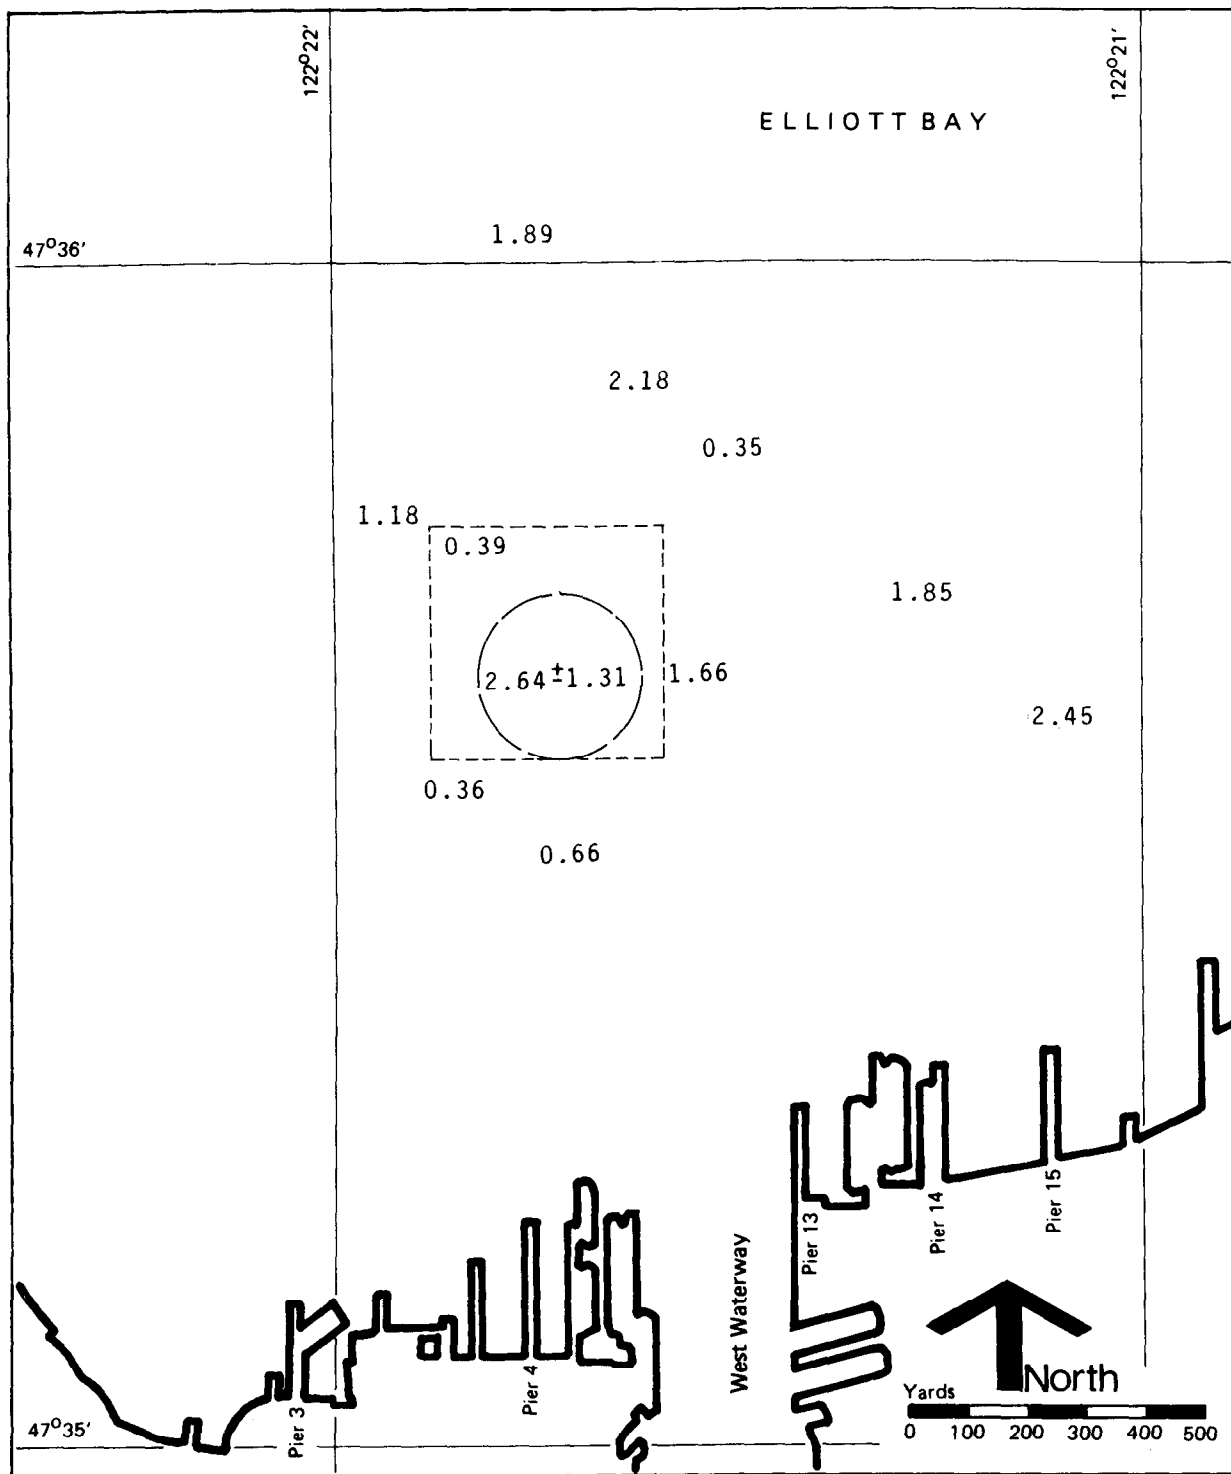 122°22'
122°21'
ELLIOTT BAY
1.89
47°36'
2.18
0.35
1.18
0.39
1.85
2.64±1.31
1.66
2.45
0.36
0.66
Pier 3
Pier 4
West Waterway
Pier 13
Pier 14
Pier 15
North
Yards
0 100 200 300 400 500
47°35'